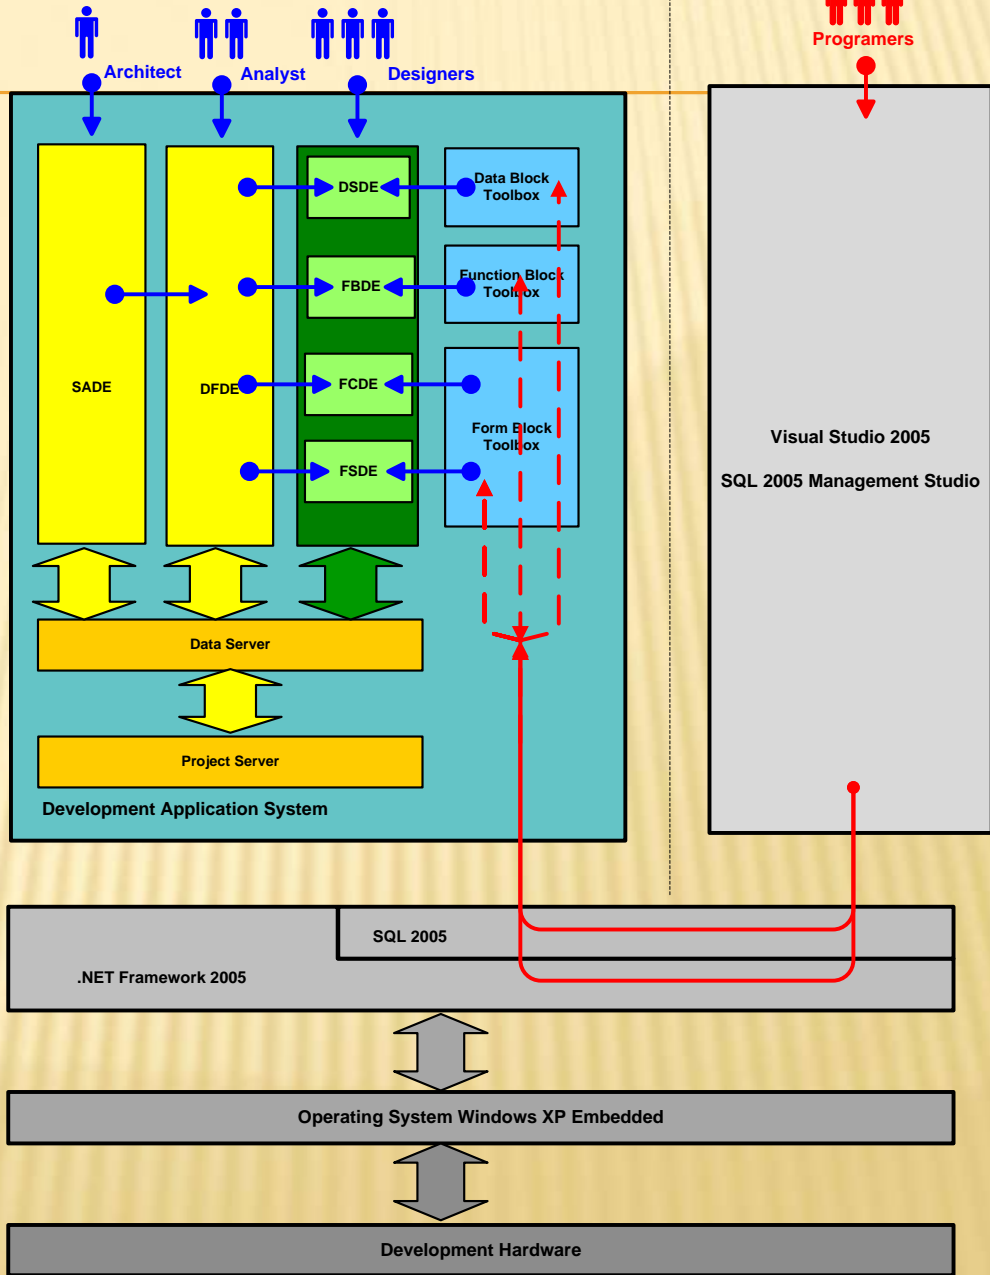 Programers
Architect
Analyst
Designers
DSDE
Data Block
Toolbox
FBDE
Function Block
Toolbox
SADE
DFDE
FCDE
Form Block
Toolbox
FSDE
Visual Studio 2005
SQL 2005 Management Studio
Data Server
Project Server
Development Application System
SQL 2005
.NET Framework 2005
Operating System Windows XP Embedded
Development Hardware